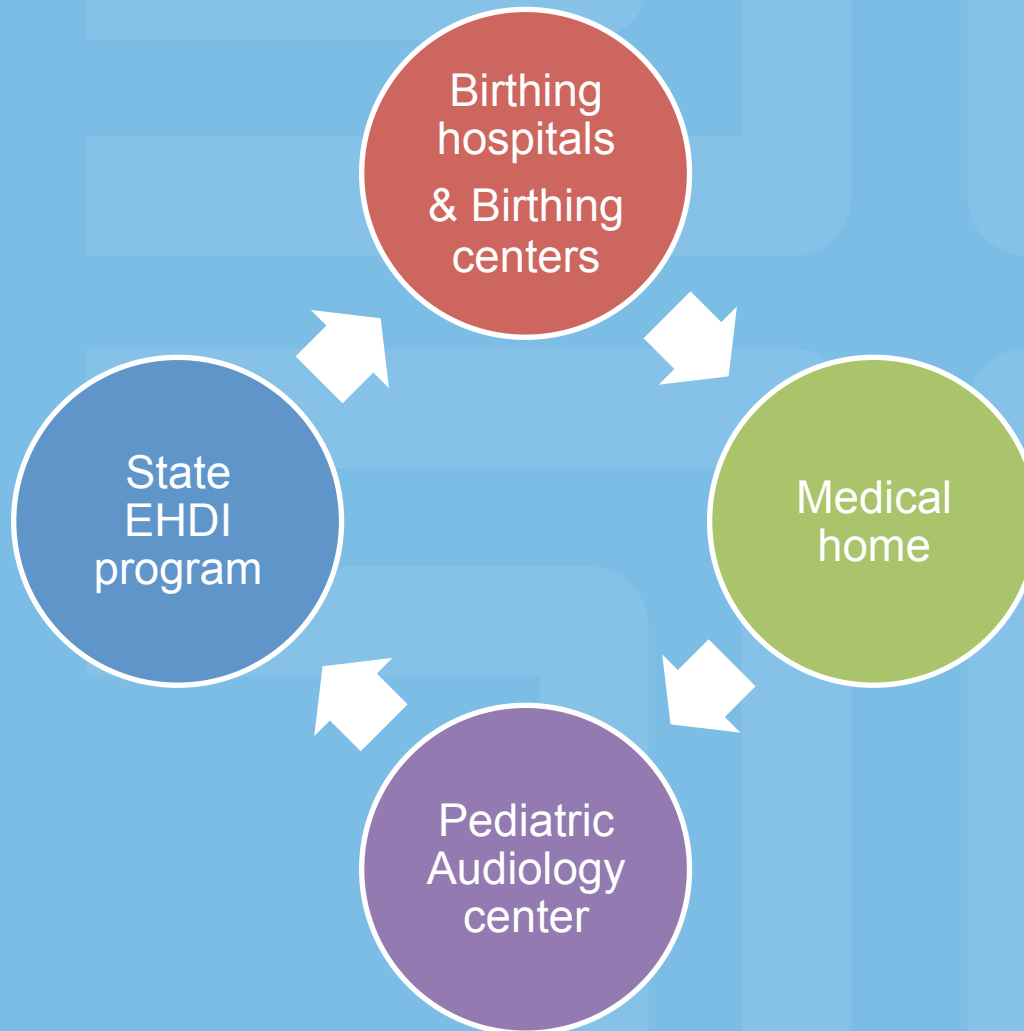 Birthing
hospitals
& Birthing
centers
Medical
home
Pediatric
Audiology
center
State
EHDI
program